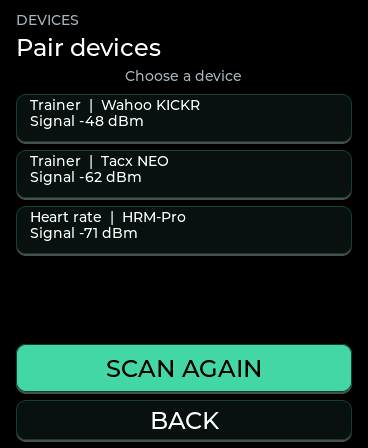 DEVICES
Pair devices
Choose a device
Trainer | Wahoo KICKR
Signal -48 dBm
Trainer | Tacx NEO
Signal -62 dBm
Heart rate | HRM-Pro
Signal -71 dBm
SCAN AGAIN
BACK